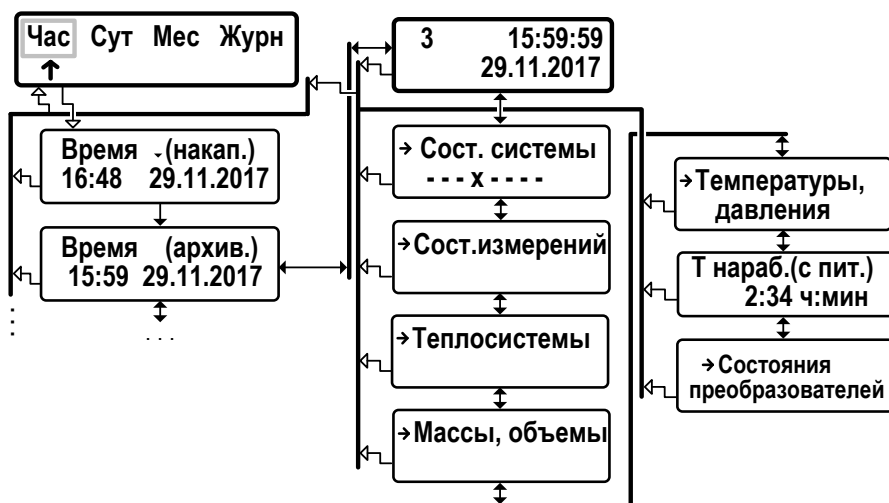 Час Сут Мес Журн
Время (накап.)
16:48 29.11.2017
Время (архив.)
15:59 29.11.2017
. . .
. . .
3 15:59:59
29.11.2017
Сост. системы
- - - x - - - -
Сост.измерений
Теплосистемы
Массы, объемы
Температуры,
давления
Т нараб.(с пит.)
2:34 ч:мин
Состояния
преобразователей